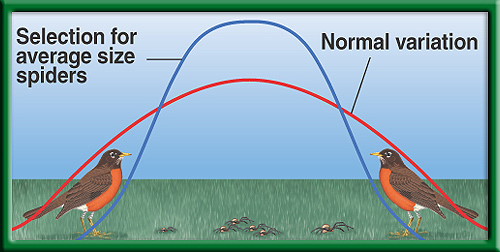 Selection for
average size
spiders
Normal variation